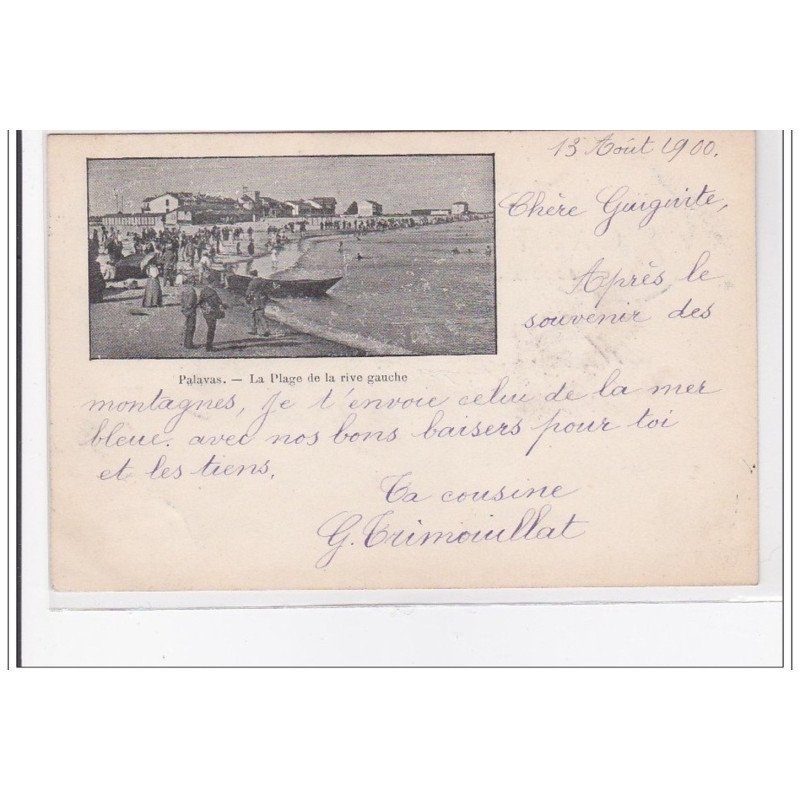 13 Août 1900.
Chère Guiguite,
Après le
souvenir des
Palavas. — La Plage de la rive gauche
montagnes, je t'envoie celui de la mer
bleue. avec nos bons baisers pour toi
et les tiens.
Ta cousine
G. Trimouillat